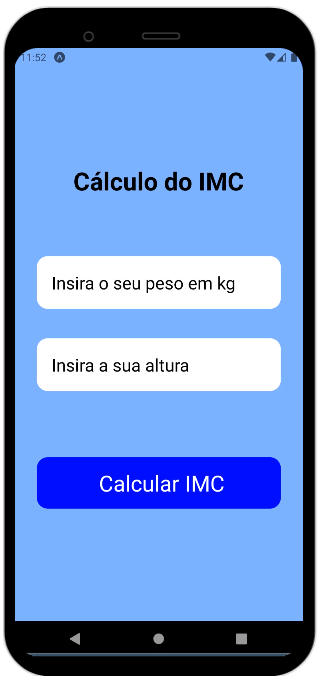 11:52
Cálculo do IMC
Insira o seu peso em kg
Insira a sua altura
Calcular IMC